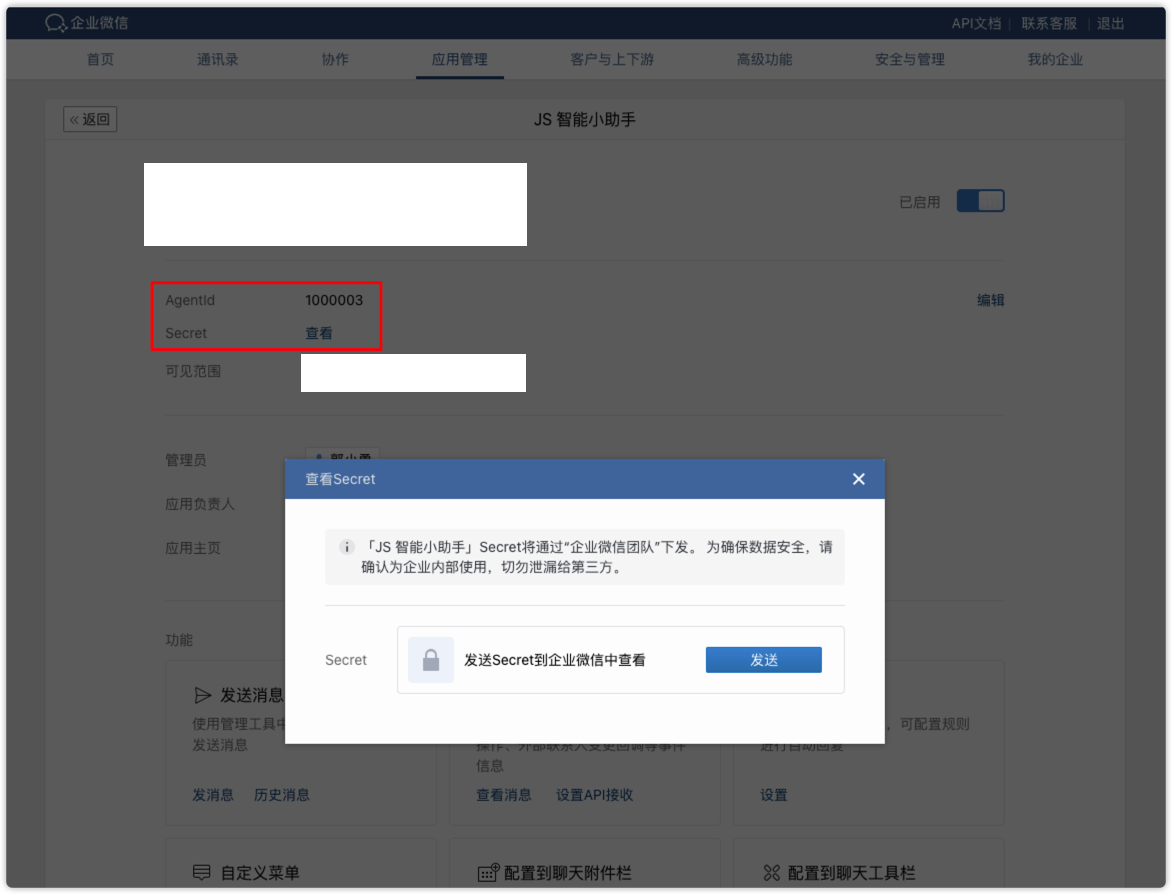 企业微信
API文档 | 联系客服 | 退出
首页 通讯录 协作 应用管理 客户与上下游 高级功能 安全与管理 我的企业
« 返回
JS 智能小助手
已启用
AgentId 1000003
编辑
Secret 查看
可见范围
管理员
应用负责人
应用主页
查看Secret
「JS 智能小助手」Secret将通过“企业微信团队”下发。 为确保数据安全，请
确认为企业内部使用，切勿泄漏给第三方。
Secret 发送Secret到企业微信中查看 发送
功能
发送消息
使用管理工具
发送消息
发消息 历史消息
操作、外部联系人变更回调等事件
信息
查看消息 设置API接收
，可配置规则
进行自动回复
设置
自定义菜单
配置到聊天附件栏
配置到聊天工具栏